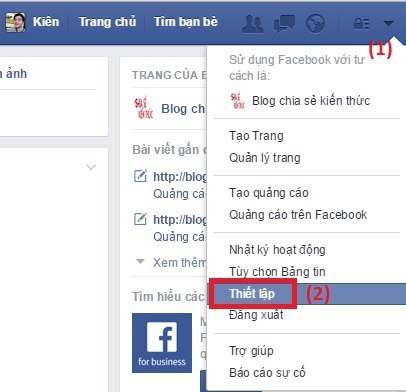 Kiên Trang chủ Tìm bạn bè
(1)
Sử dụng Facebook với tư
cách là:
Blog chia sẻ kiến thức
Tạo Trang
Quản lý trang
Tạo quảng cáo
Quảng cáo trên Facebook
Nhật ký hoạt động
Tùy chọn Bảng tin
Thiết lập (2)
Đăng xuất
Trợ giúp
Báo cáo sự cố
ảnh
TRANG CỦA B
Blog chi
Bài viết gần
http://blog
Quảng cá
http://blog
Quảng cá
Xem thêm
Tìm hiểu các
for business